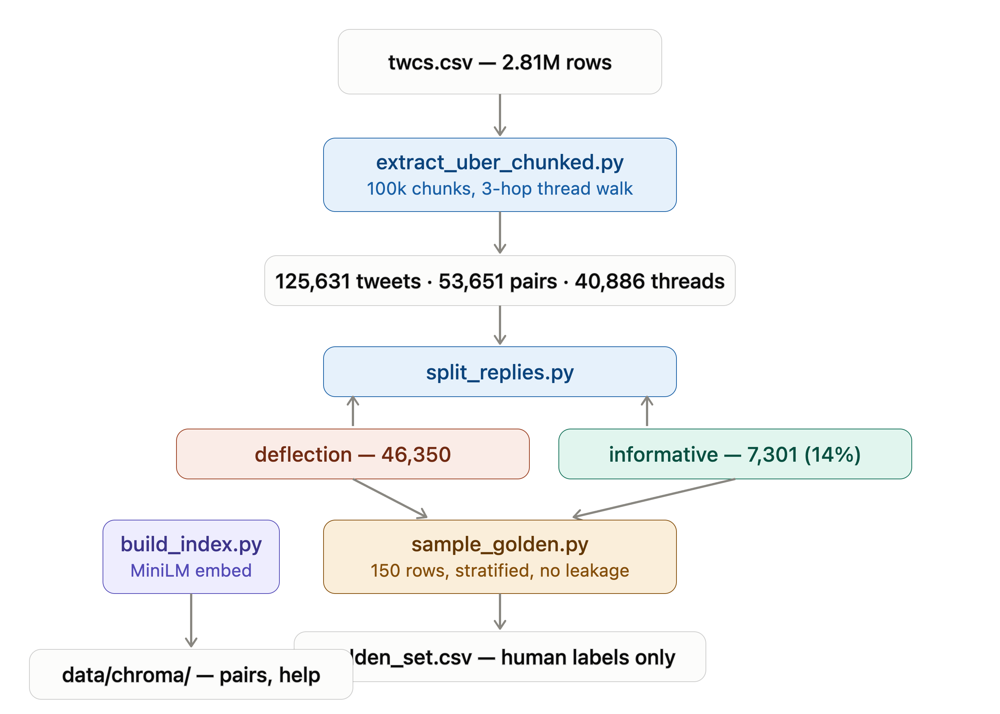 twcs.csv — 2.81M rows
extract_uber_chunked.py
100k chunks, 3-hop thread walk
125,631 tweets · 53,651 pairs · 40,886 threads
split_replies.py
deflection — 46,350
informative — 7,301 (14%)
build_index.py
MiniLM embed
sample_golden.py
150 rows, stratified, no leakage
_set.csv — human labels only
data/chroma/ — pairs, help